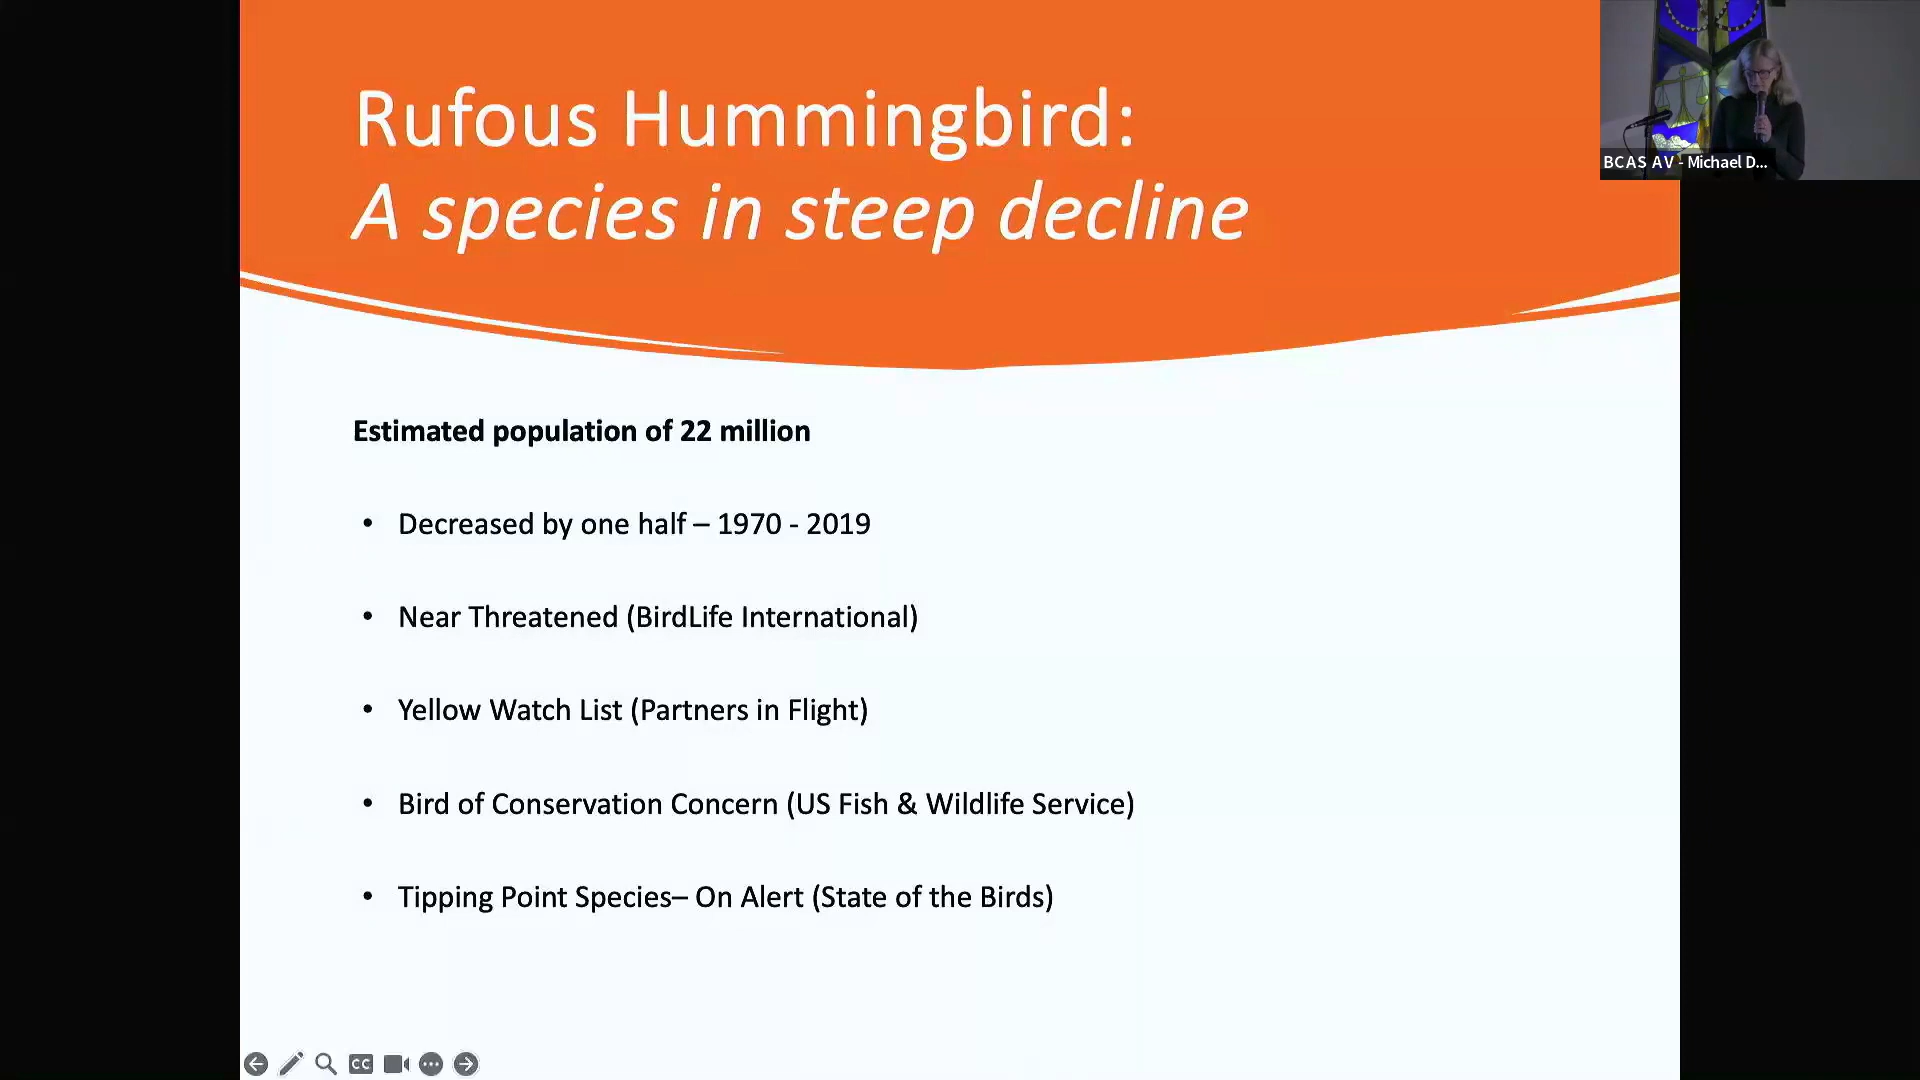 Rufous Hummingbird:
A species in steep decline
BCAS AV - Michael D...
Estimated population of 22 million
• Decreased by one half – 1970 - 2019
• Near Threatened (BirdLife International)
• Yellow Watch List (Partners in Flight)
• Bird of Conservation Concern (US Fish & Wildlife Service)
• Tipping Point Species– On Alert (State of the Birds)
CC